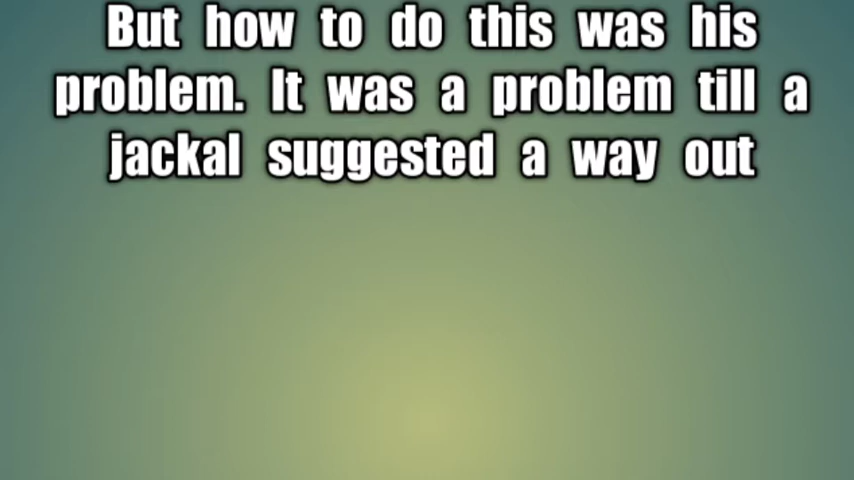 But how to do this was his
problem. It was a problem till a
jackal suggested a way out